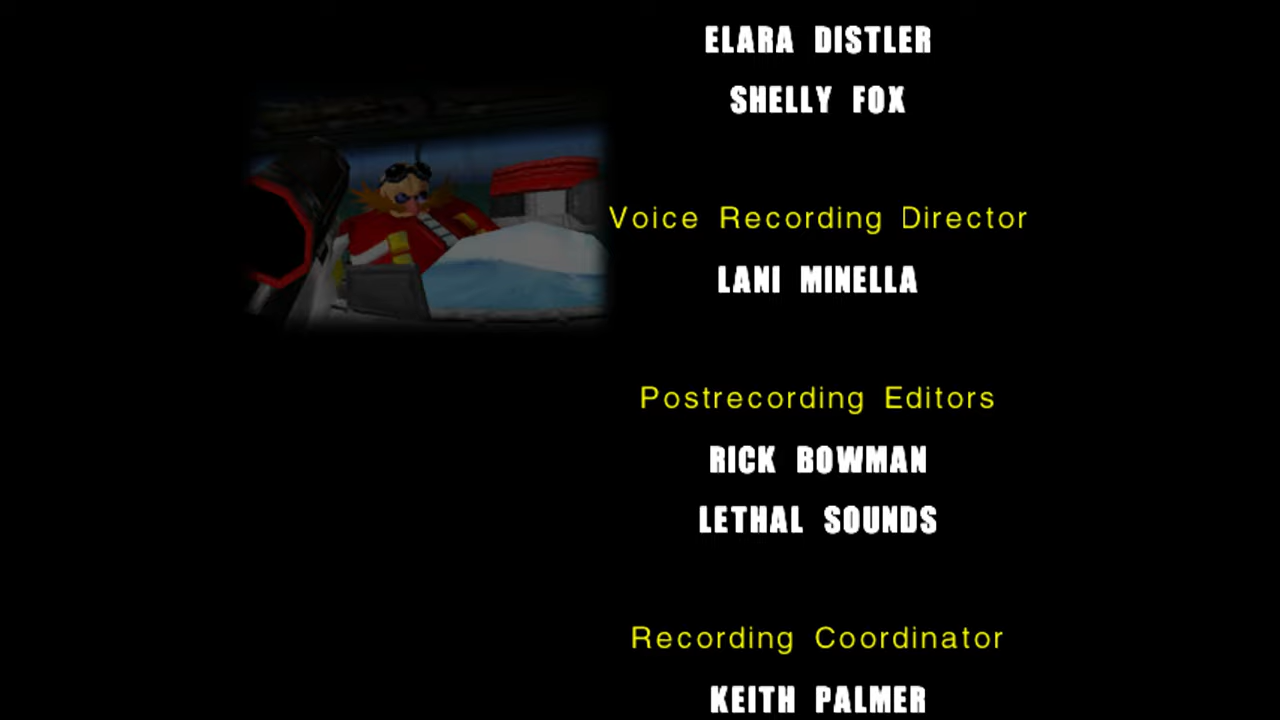 ELARA DISTLER
SHELLY FOX
Voice Recording Director
LANI MINELLA
Postrecording Editors
RICK BOWMAN
LETHAL SOUNDS
Recording Coordinator
KEITH PALMER